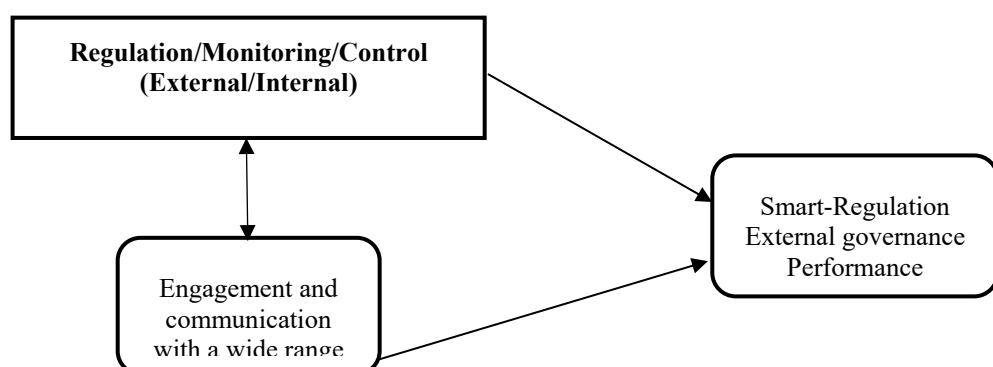 Regulation/Monitoring/Control
(External/Internal)
Smart-Regulation
External governance
Performance
Engagement and
communication
with a wide range